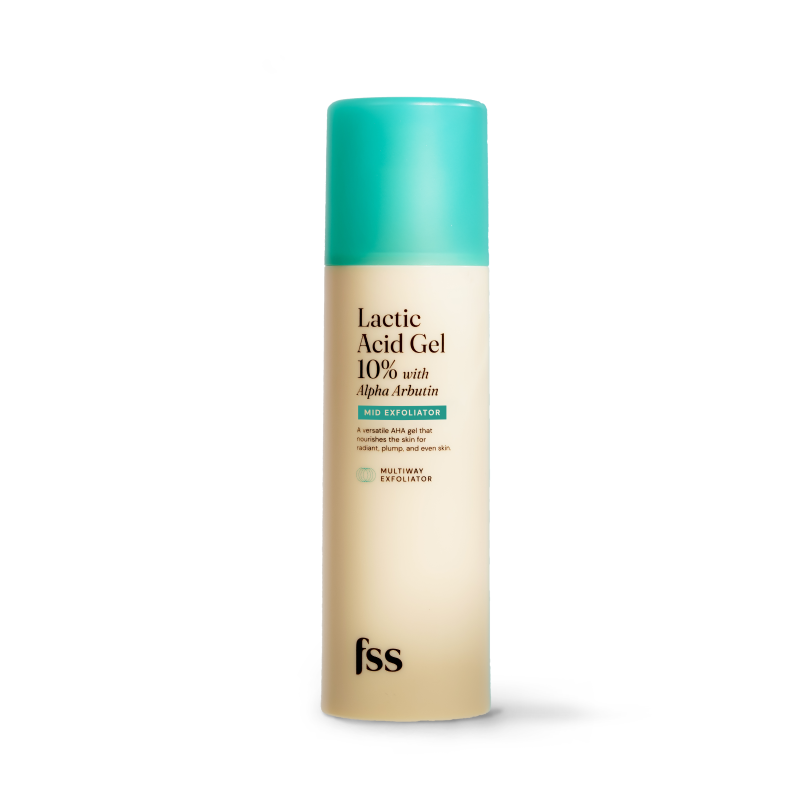 Lactic
Acid Gel
10% with
Alpha Arbutin
MID EXFOLIATOR
A versatile AHA gel that
nourishes the skin for
radiant, plump, and even skin.
MULTIWAY
EXFOLIATOR
fss